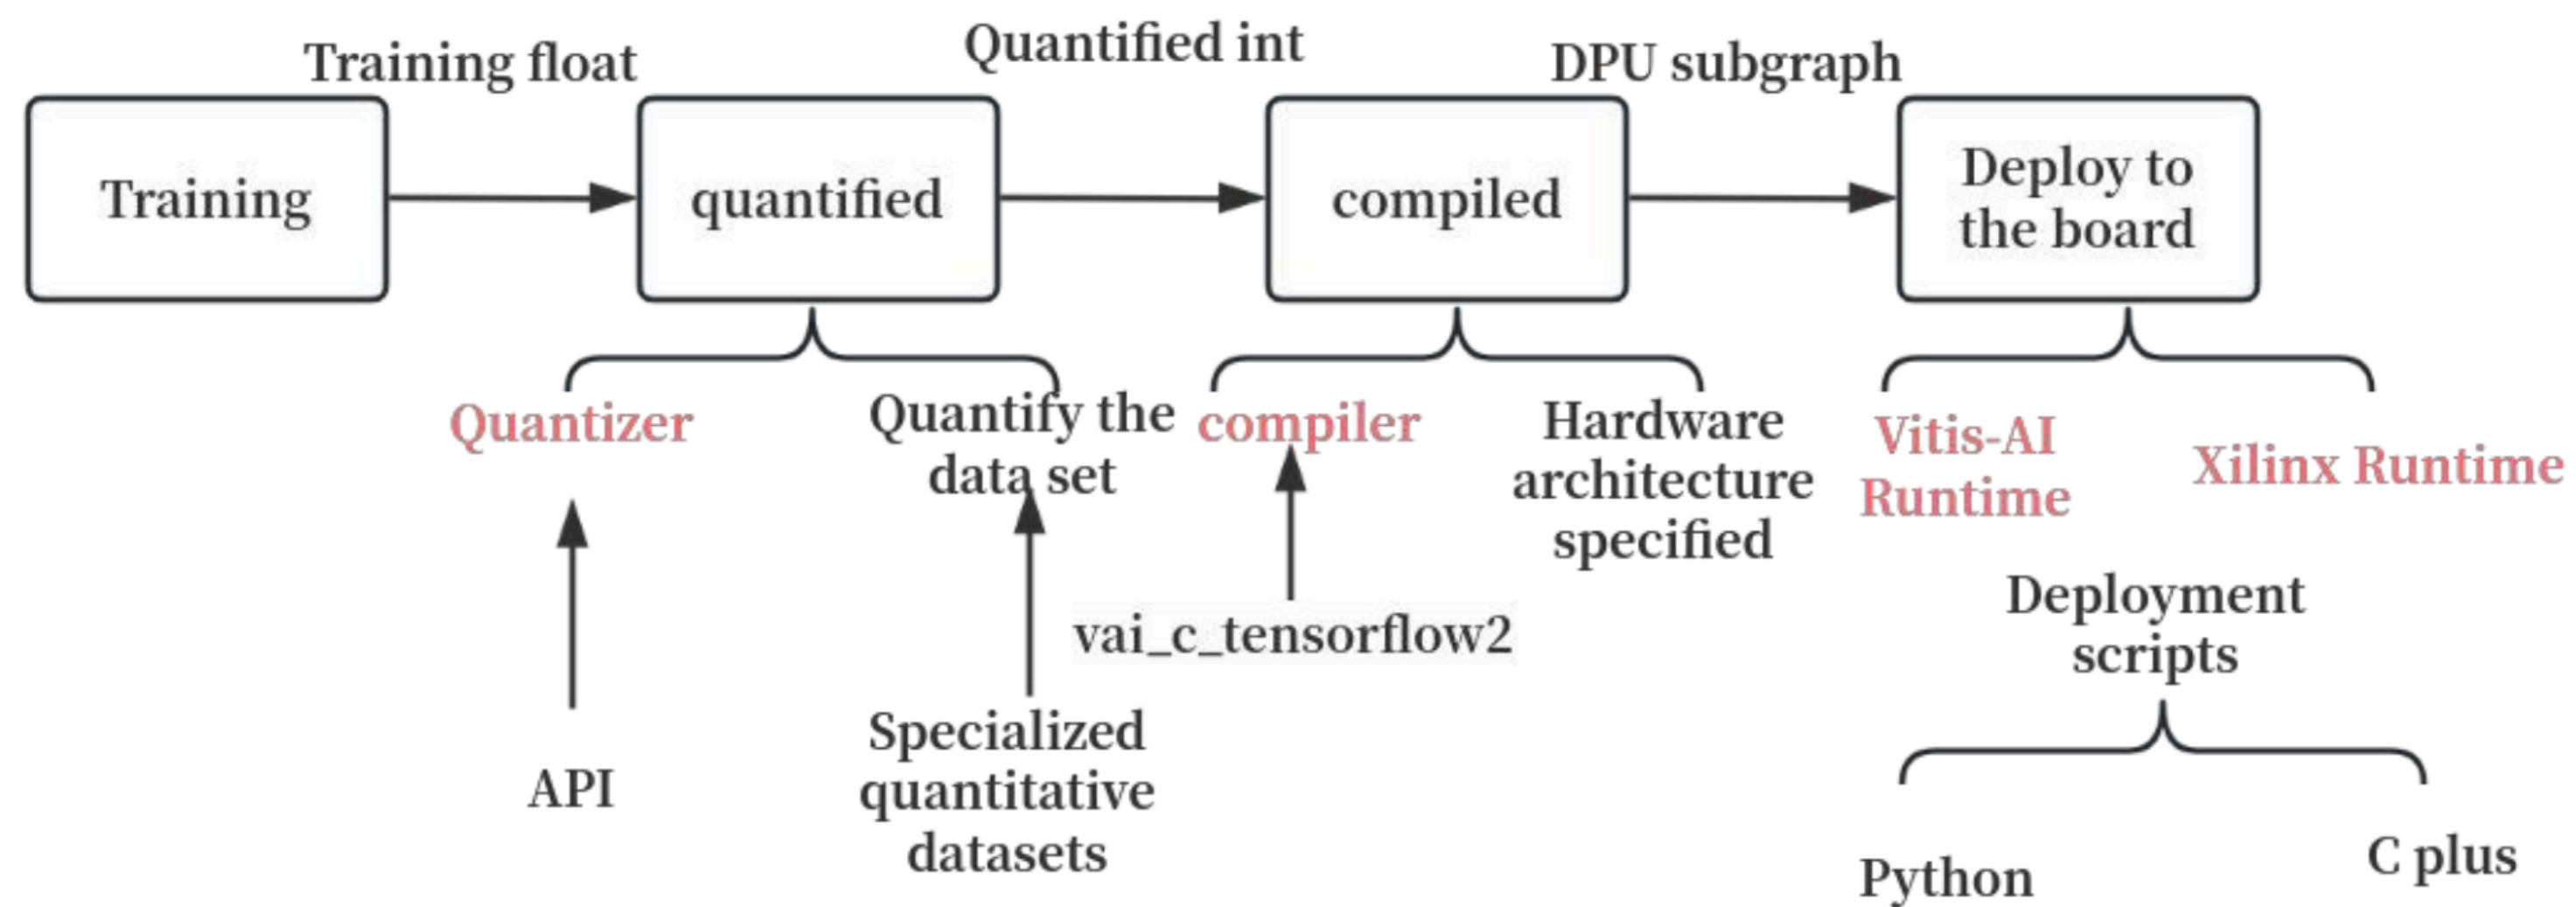 Training float
Quantified int
DPU subgraph
Training
quantified
compiled
Deploy to
the board
Quantizer
Quantify the
data set
compiler
Hardware
architecture
specified
Vitis-AI
Runtime
Xilinx Runtime
vai_c_tensorflow2
Deployment
scripts
API
Specialized
quantitative
datasets
Python
C plus